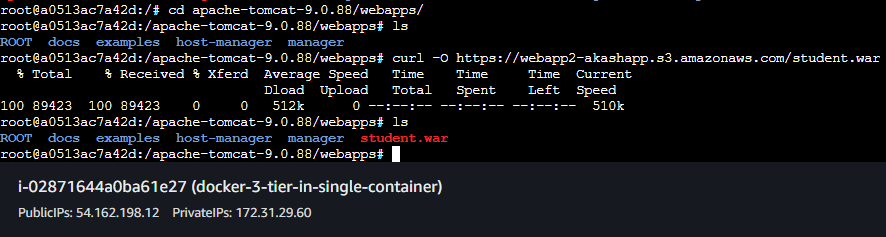 root@a0513ac7a42d:/# cd apache-tomcat-9.0.88/webapps/
root@a0513ac7a42d:/apache-tomcat-9.0.88/webapps# ls
ROOT docs examples host-manager manager
root@a0513ac7a42d:/apache-tomcat-9.0.88/webapps# curl -O https://webapp2-akashapp.s3.amazonaws.com/student.war
% Total % Received % Xferd Average Speed Time Time Time Current
Dload Upload Total Spent Left Speed
100 89423 100 89423 0 0 512k 0 --:--:-- --:--:-- --:--:-- 510k
root@a0513ac7a42d:/apache-tomcat-9.0.88/webapps# ls
ROOT docs examples host-manager manager student.war
root@a0513ac7a42d:/apache-tomcat-9.0.88/webapps#
i-02871644a0ba61e27 (docker-3-tier-in-single-container)
PublicIPs: 54.162.198.12 PrivateIPs: 172.31.29.60